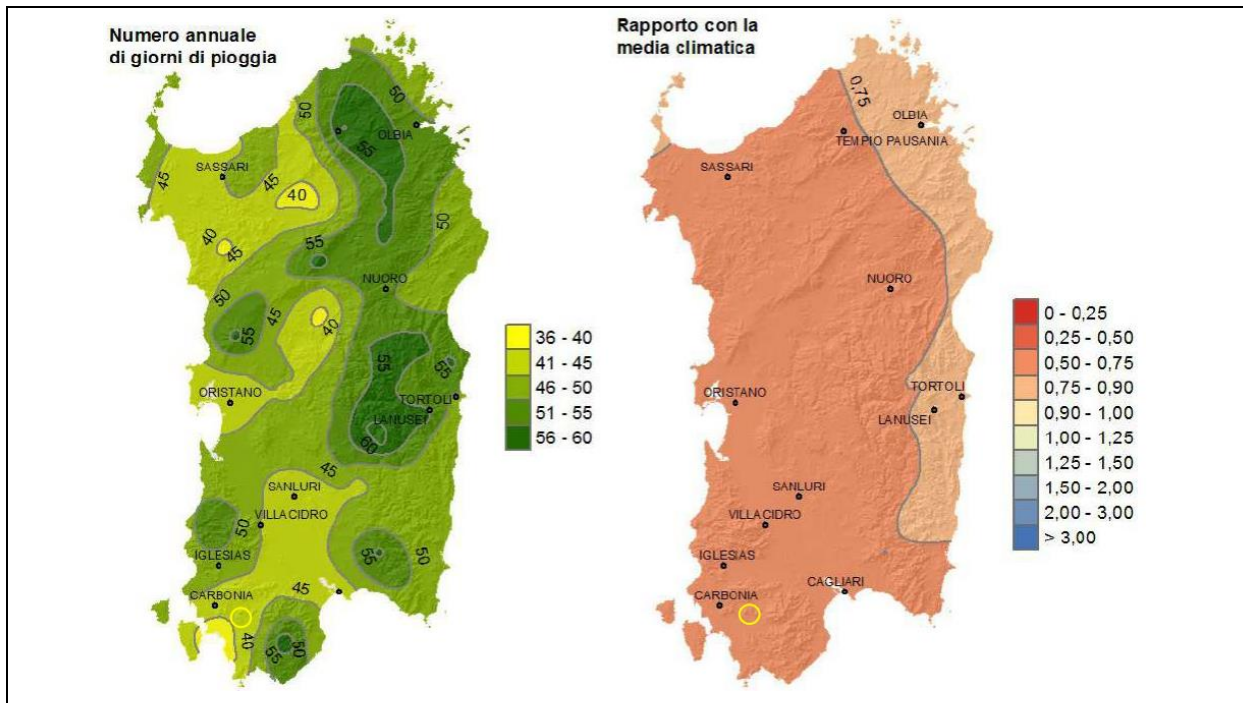 Numero annuale
di giorni di pioggia
50
50
OLBIA
55
SASSARI
45
45
40
50
40
45
55
NUORO
50
45
55
40
55
55
ORISTANO
TORTOLI
LANUSEI
60
45
SANLURI
50
VILLACIDRO
55
50
IGLESIAS
45
CARBONIA
40
50
55
36 - 40
41 - 45
46 - 50
51 - 55
56 - 60
Rapporto con la
media climatica
0,75
OLBIA
TEMPIO PAUSANIA
SASSARI
NUORO
ORISTANO
TORTOLI
LANUSEI
SANLURI
VILLACIDRO
IGLESIAS
CAGLIARI
CARBONIA
0 - 0,25
0,25 - 0,50
0,50 - 0,75
0,75 - 0,90
0,90 - 1,00
1,00 - 1,25
1,25 - 1,50
1,50 - 2,00
2,00 - 3,00
> 3,00